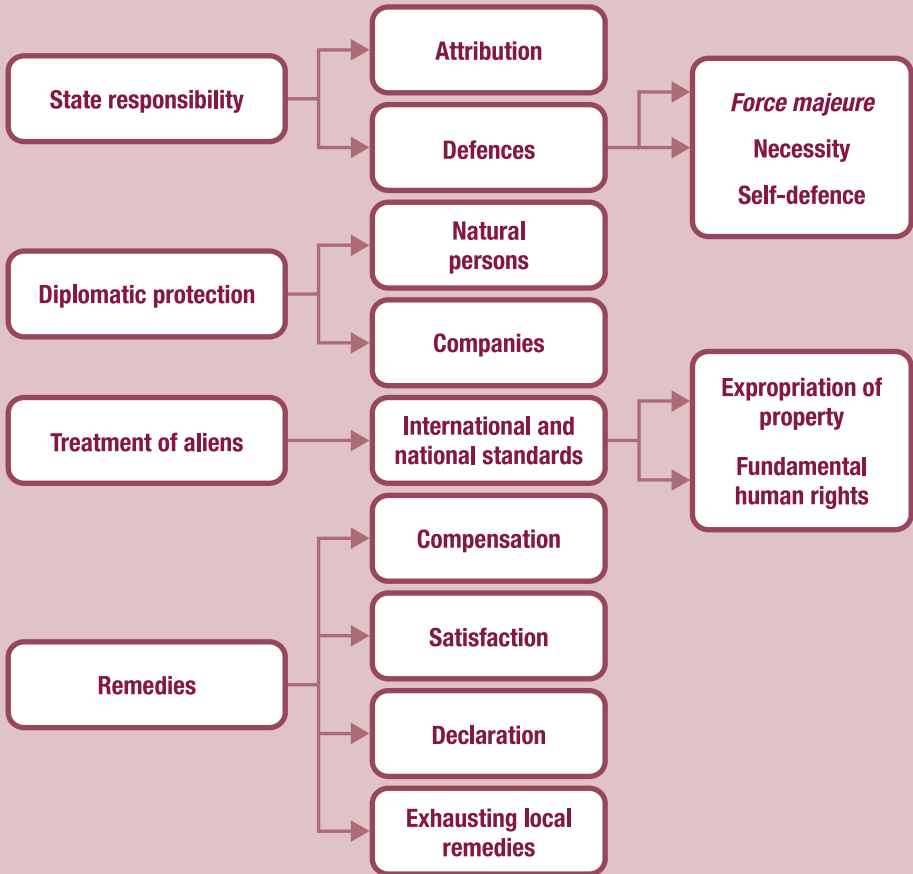 State responsibility
Attribution
Defences
Force majeure
Necessity
Self-defence
Diplomatic protection
Natural
persons
Companies
Treatment of aliens
International and
national standards
Expropriation of
property
Fundamental
human rights
Remedies
Compensation
Satisfaction
Declaration
Exhausting local
remedies